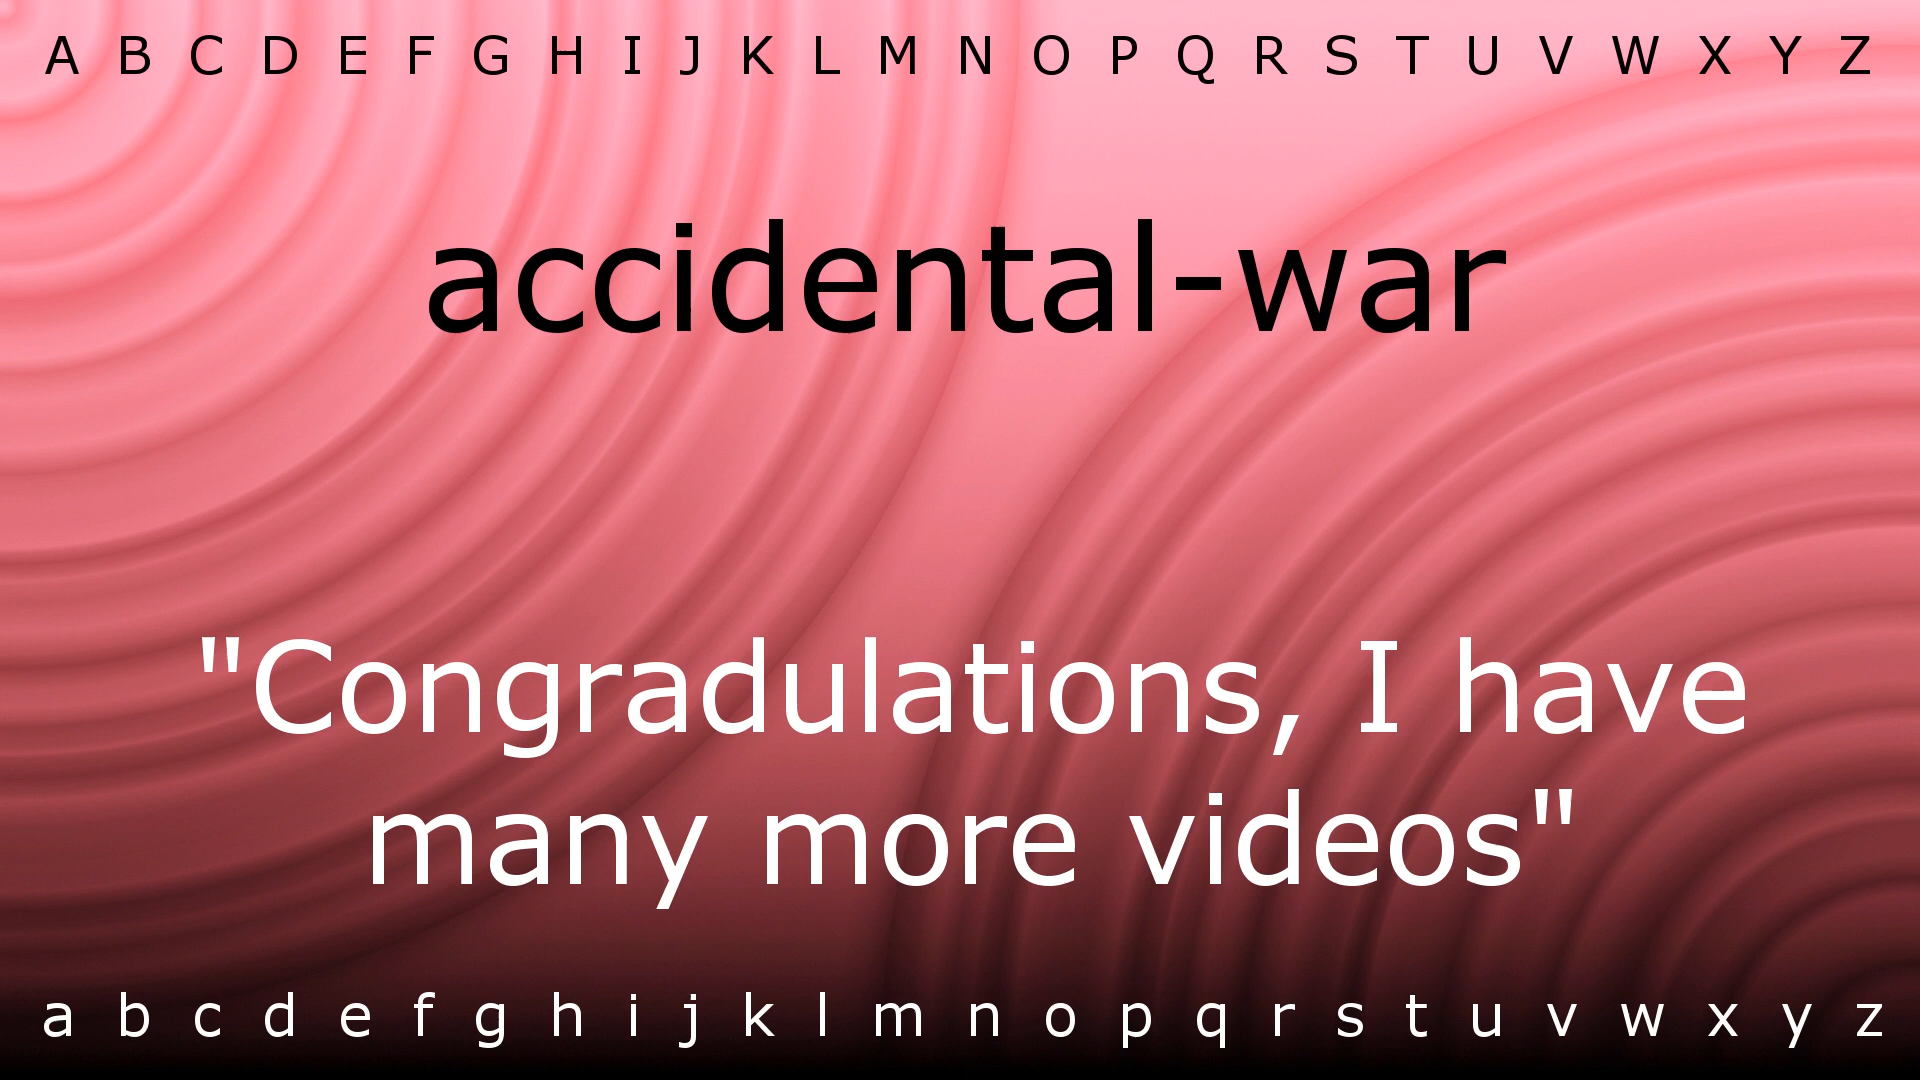 A B C D E F G H I J K L M N O P Q R S T U V W X Y Z
accidental-war
"Congradulations, I have
many more videos"
a b c d e f g h i j k l m n o p q r s t u v w x y z